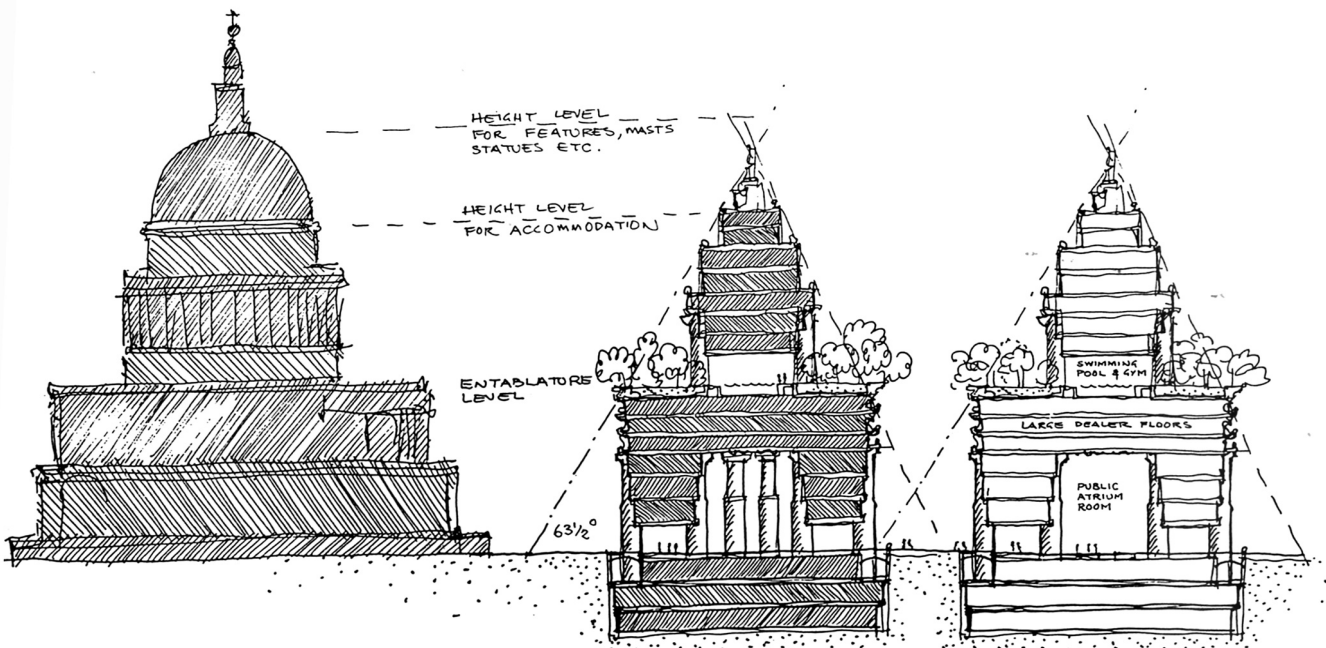 HEIGHT LEVEL
FOR FEATURES, MASTS
STATUES ETC.
HEIGHT LEVEL
FOR ACCOMMODATION
ENTABLATURE
LEVEL
63½°
SWIMMING
POOL & GYM
LARGE DEALER FLOORS
PUBLIC
ATRIUM
ROOM